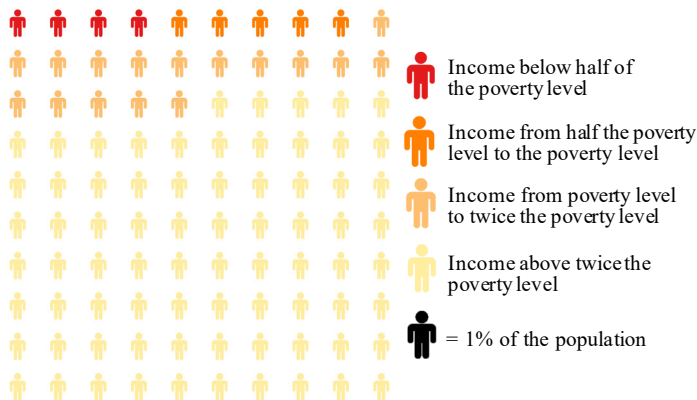 Income below half of
the poverty level
Income from half the poverty
level to the poverty level
Income from poverty level
to twice the poverty level
Income above twice the
poverty level
= 1% of the population